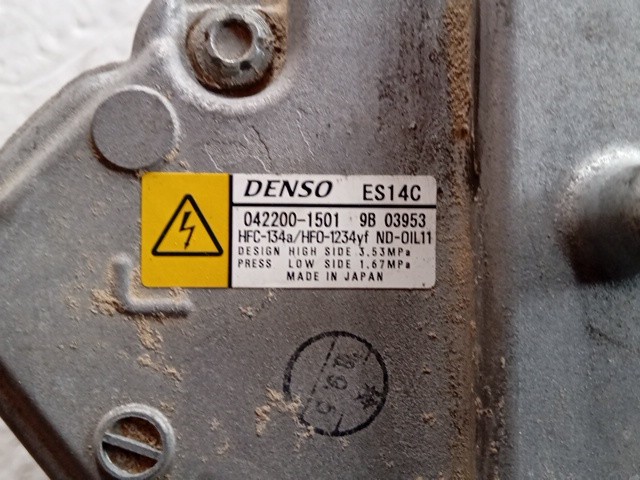 DENSO ES14C
042200-1501 9B 03953
HFC-134a/HFO-1234yf ND-OIL11
DESIGN HIGH SIDE 3.53MPa
PRESS LOW SIDE 1.67MPa
MADE IN JAPAN